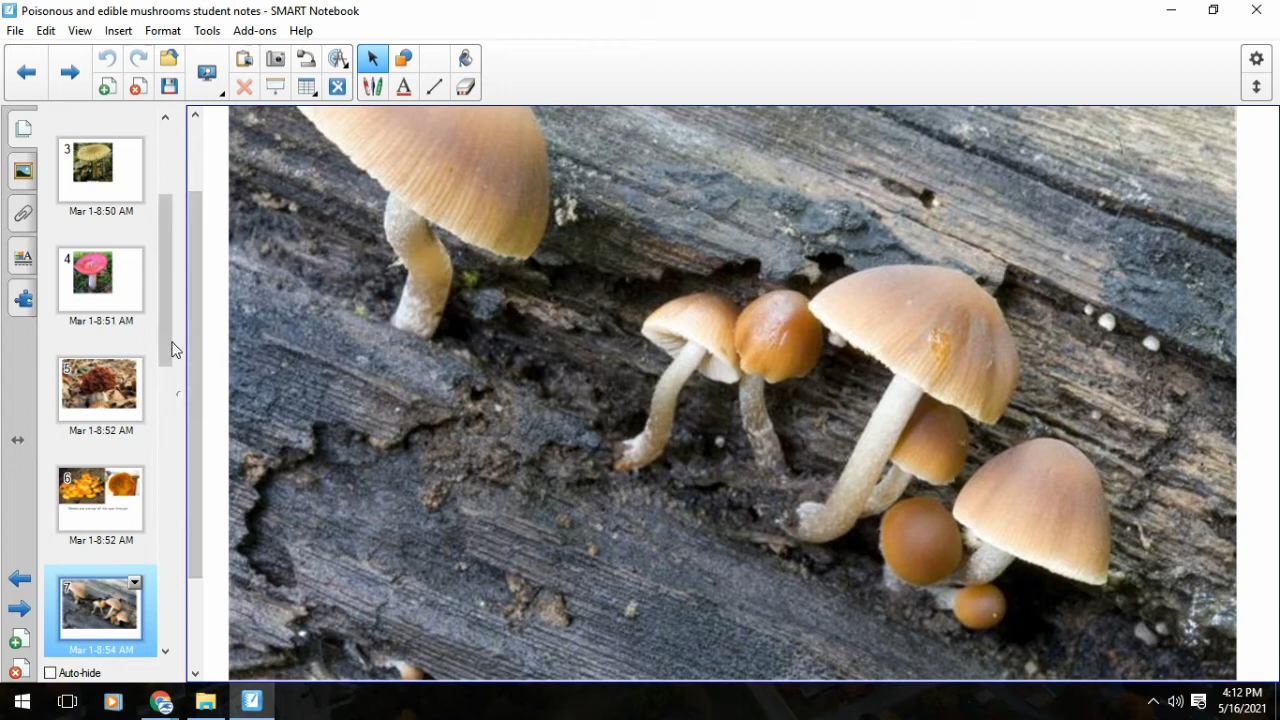 Poisonous and edible mushrooms student notes - SMART Notebook
File Edit View Insert Format Tools Add-ons Help
3
Mar 1-8:50 AM
4
Mar 1-8:51 AM
5
Mar 1-8:52 AM
6
Mar 1-8:52 AM
7
Mar 1-8:54 AM
Auto-hide
4:12 PM
5/16/2021